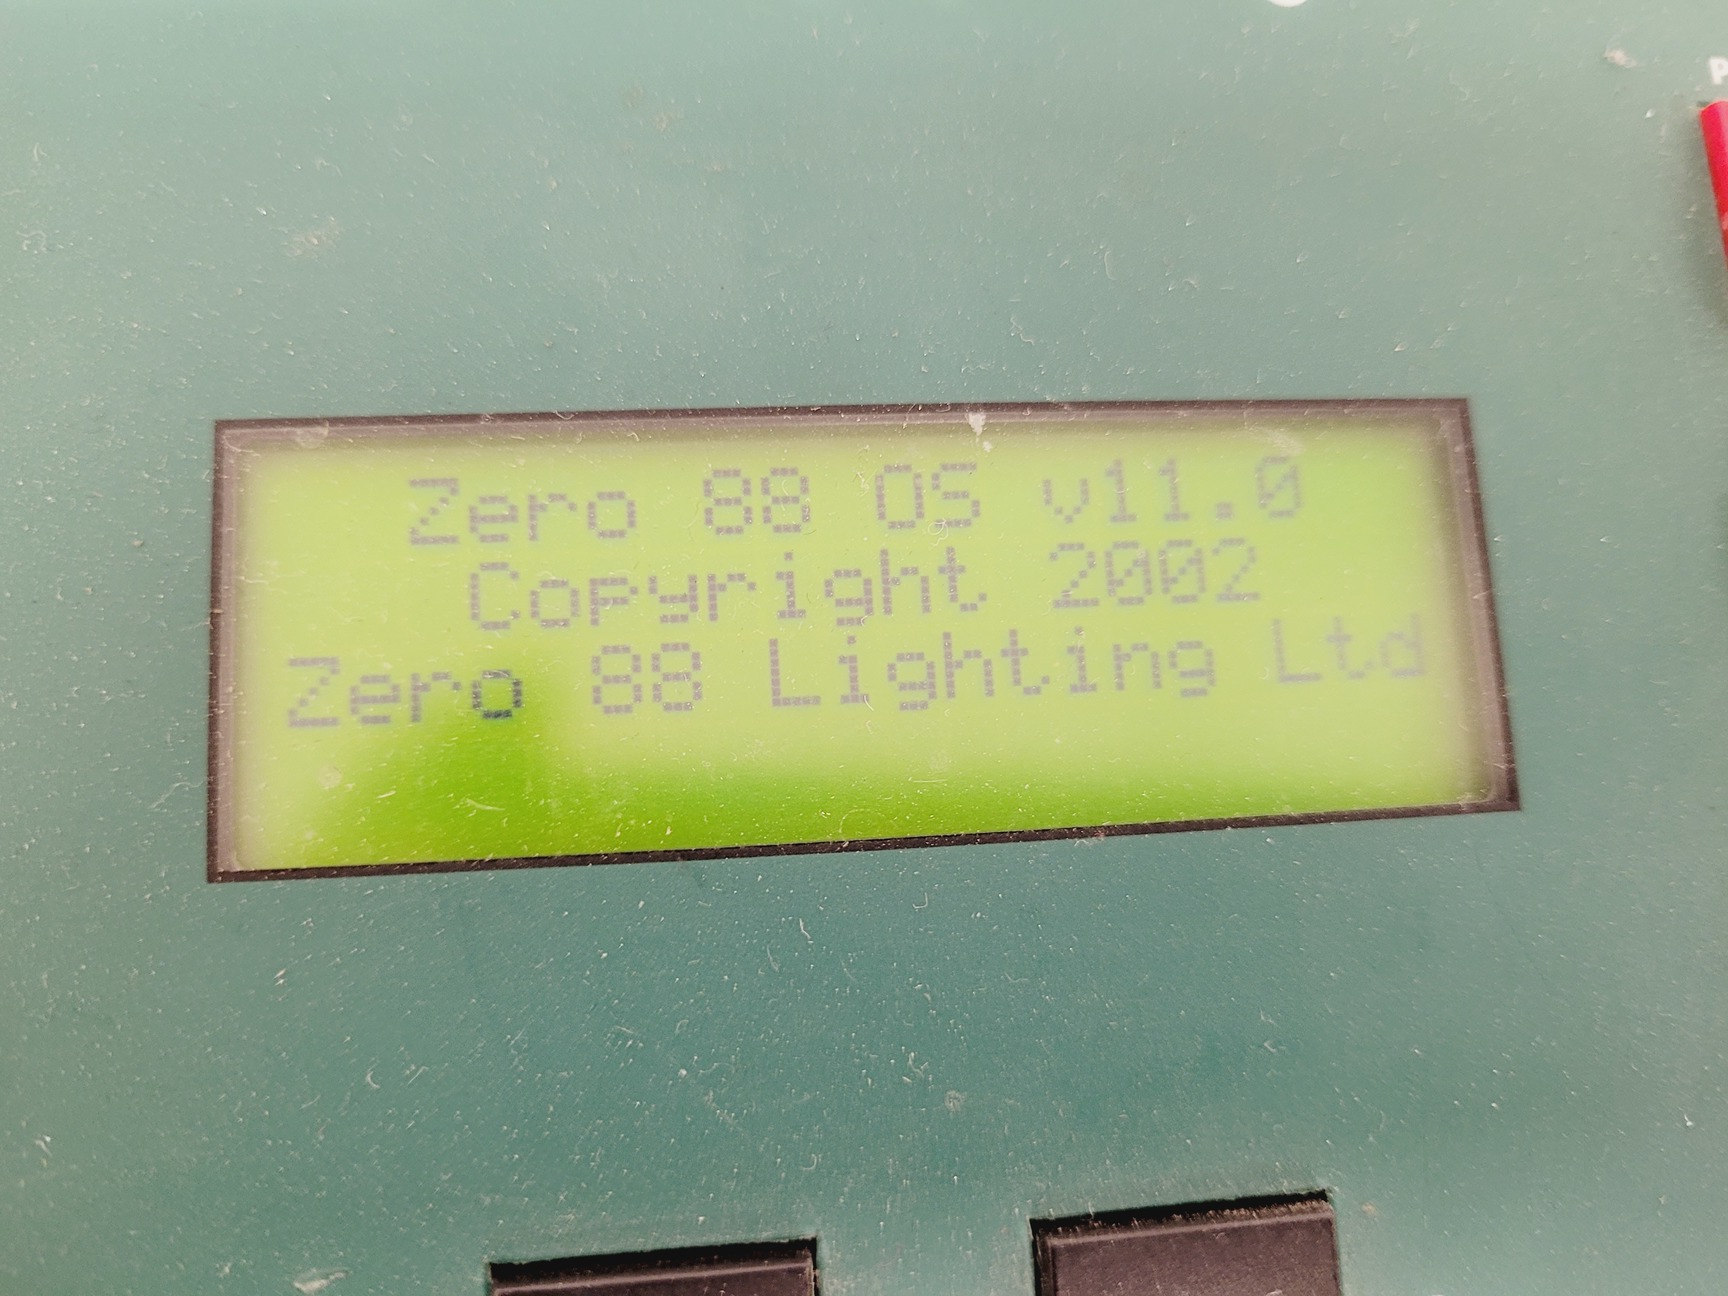 Zero 88 OS v11.0
Copyright 2002
Zero 88 Lighting Ltd